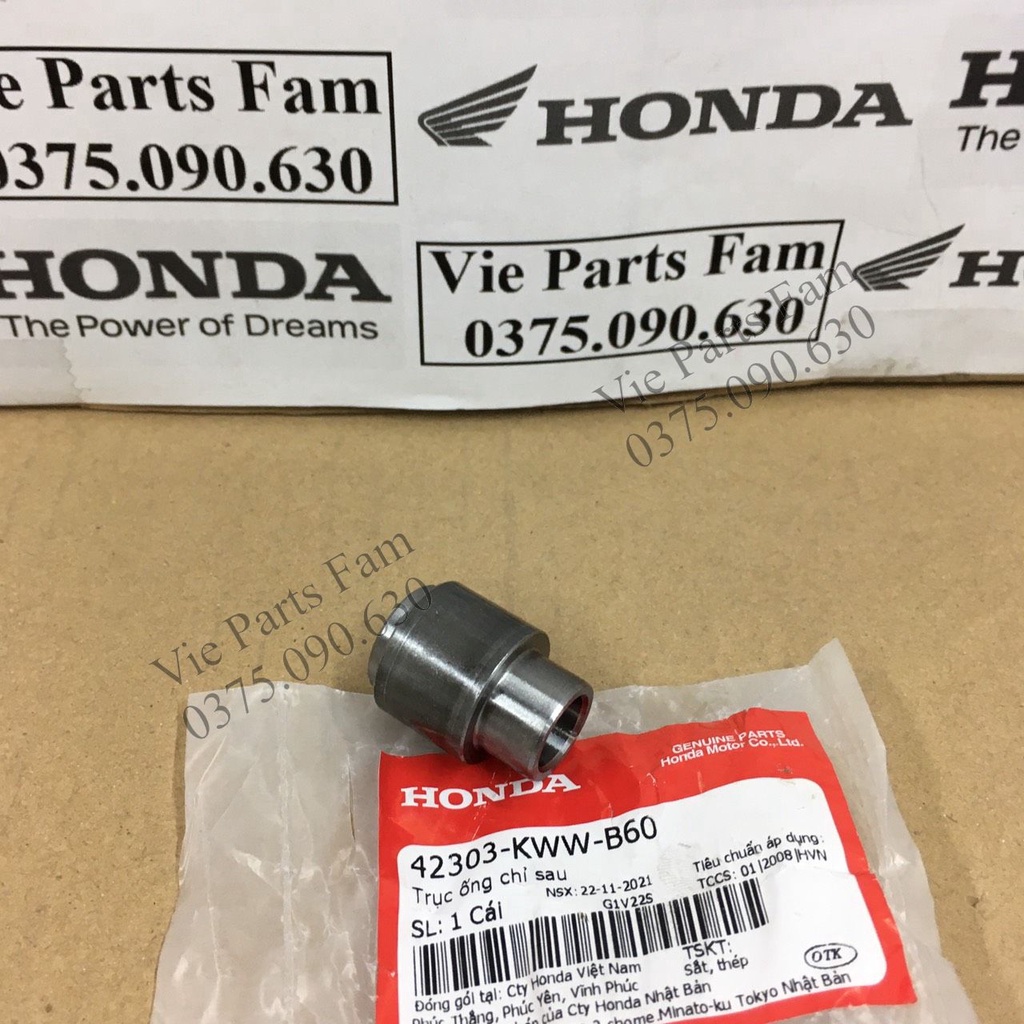 e Parts Fam
0375.090.630
HONDA
The
HONDA
The Power of Dreams
Vie Parts Fam
0375.090.630
Vie Parts Fam
0375.090.630
Vie Parts Fam
0375.090.630
HONDA
GENUINE PARTS
Honda Motor Co.,Ltd.
42303-KWW-B60
Trục ống chỉ sau
SL: 1 Cái
NSX: 22-11-2021
G1V22S
Tiêu chuẩn áp dụng:
TCCS: 01|2008|HVN
TSKT:
Sắt, thép
OTK
Đóng gói tại: Cty Honda Việt Nam
Phúc Thắng, Phúc Yên, Vĩnh Phúc
của Cty Honda Nhật Bản
chome Minato-ku Tokyo Nhật Bản